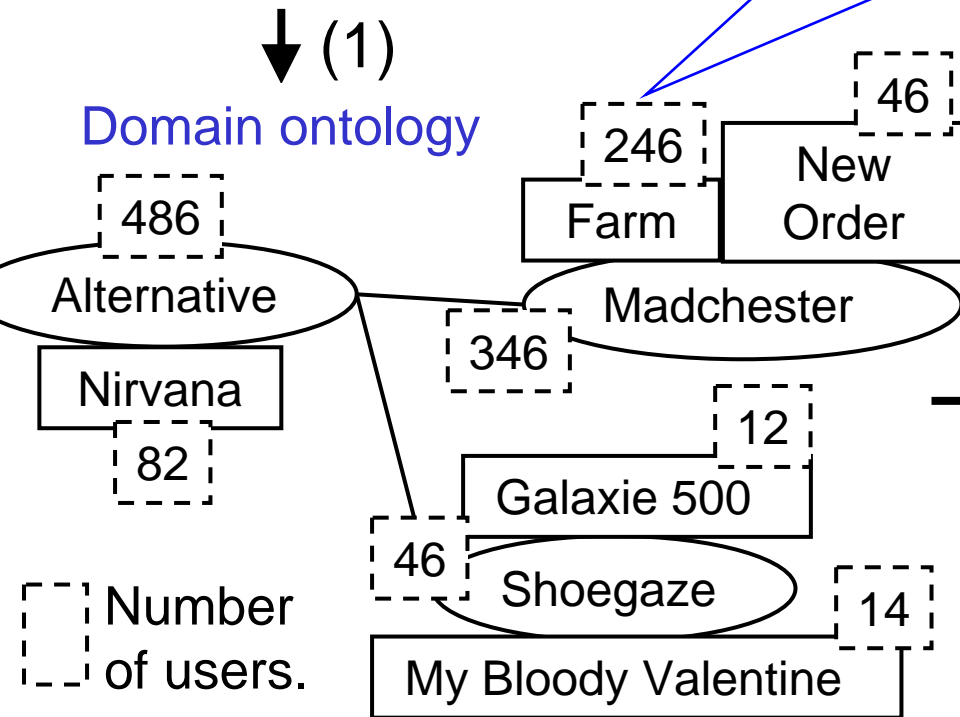 (1)
Domain ontology
46
246
New
Order
Farm
486
Alternative
Madchester
346
Nirvana
82
12
Galaxie 500
46
Shoegaze
14
My Bloody Valentine
Number
of users.